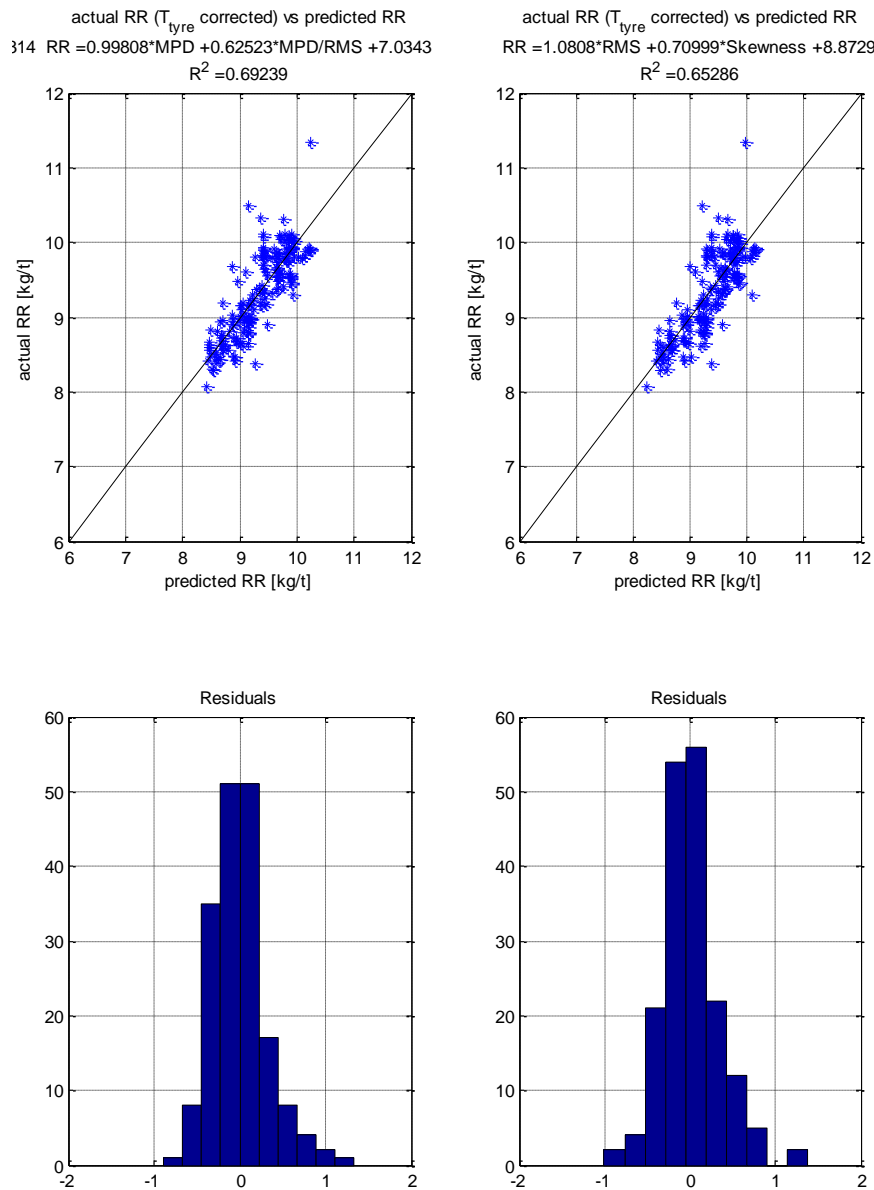 actual RR (T_tyre corrected) vs predicted RR
314 RR =0.99808*MPD +0.62523*MPD/RMS +7.0343
R^2 =0.69239
12
11
10
9
8
7
6
actual RR [kg/t]
6 7 8 9 10 11 12
predicted RR [kg/t]
actual RR (T_tyre corrected) vs predicted RR
RR =1.0808*RMS +0.70999*Skewness +8.8729
R^2 =0.65286
12
11
10
9
8
7
6
actual RR [kg/t]
6 7 8 9 10 11 12
predicted RR [kg/t]
Residuals
60
50
40
30
20
10
0
-2 -1 0 1 2
Residuals
60
50
40
30
20
10
0
-2 -1 0 1 2